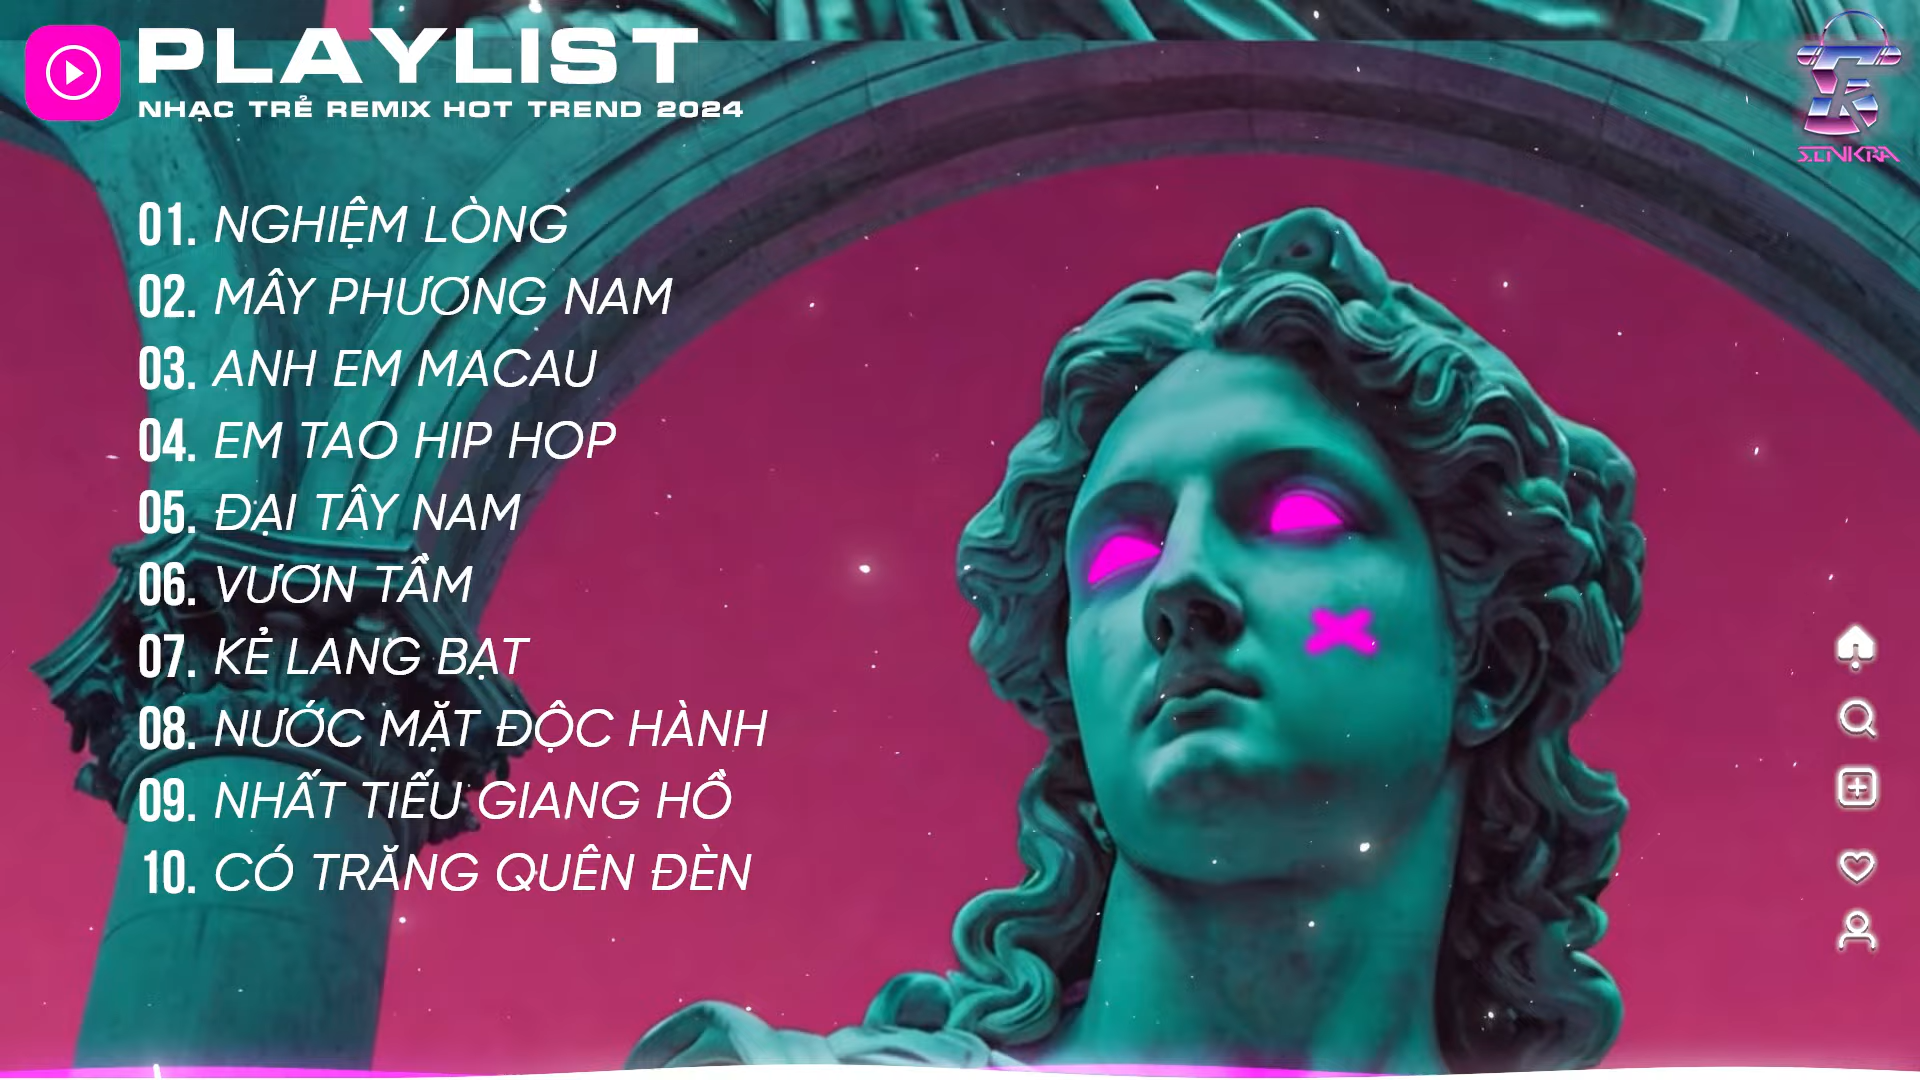 PLAYLIST
NHẠC TRẺ REMIX HOT TREND 2024
01. NGHIỆM LÒNG
02. MÂY PHƯƠNG NAM
03. ANH EM MACAU
04. EM TAO HIP HOP
05. ĐẠI TÂY NAM
06. VƯƠN TẦM
07. KẺ LANG BẠT
08. NƯỚC MẶT ĐỘC HÀNH
09. NHẤT TIẾU GIANG HỒ
10. CÓ TRĂNG QUÊN ĐÈN